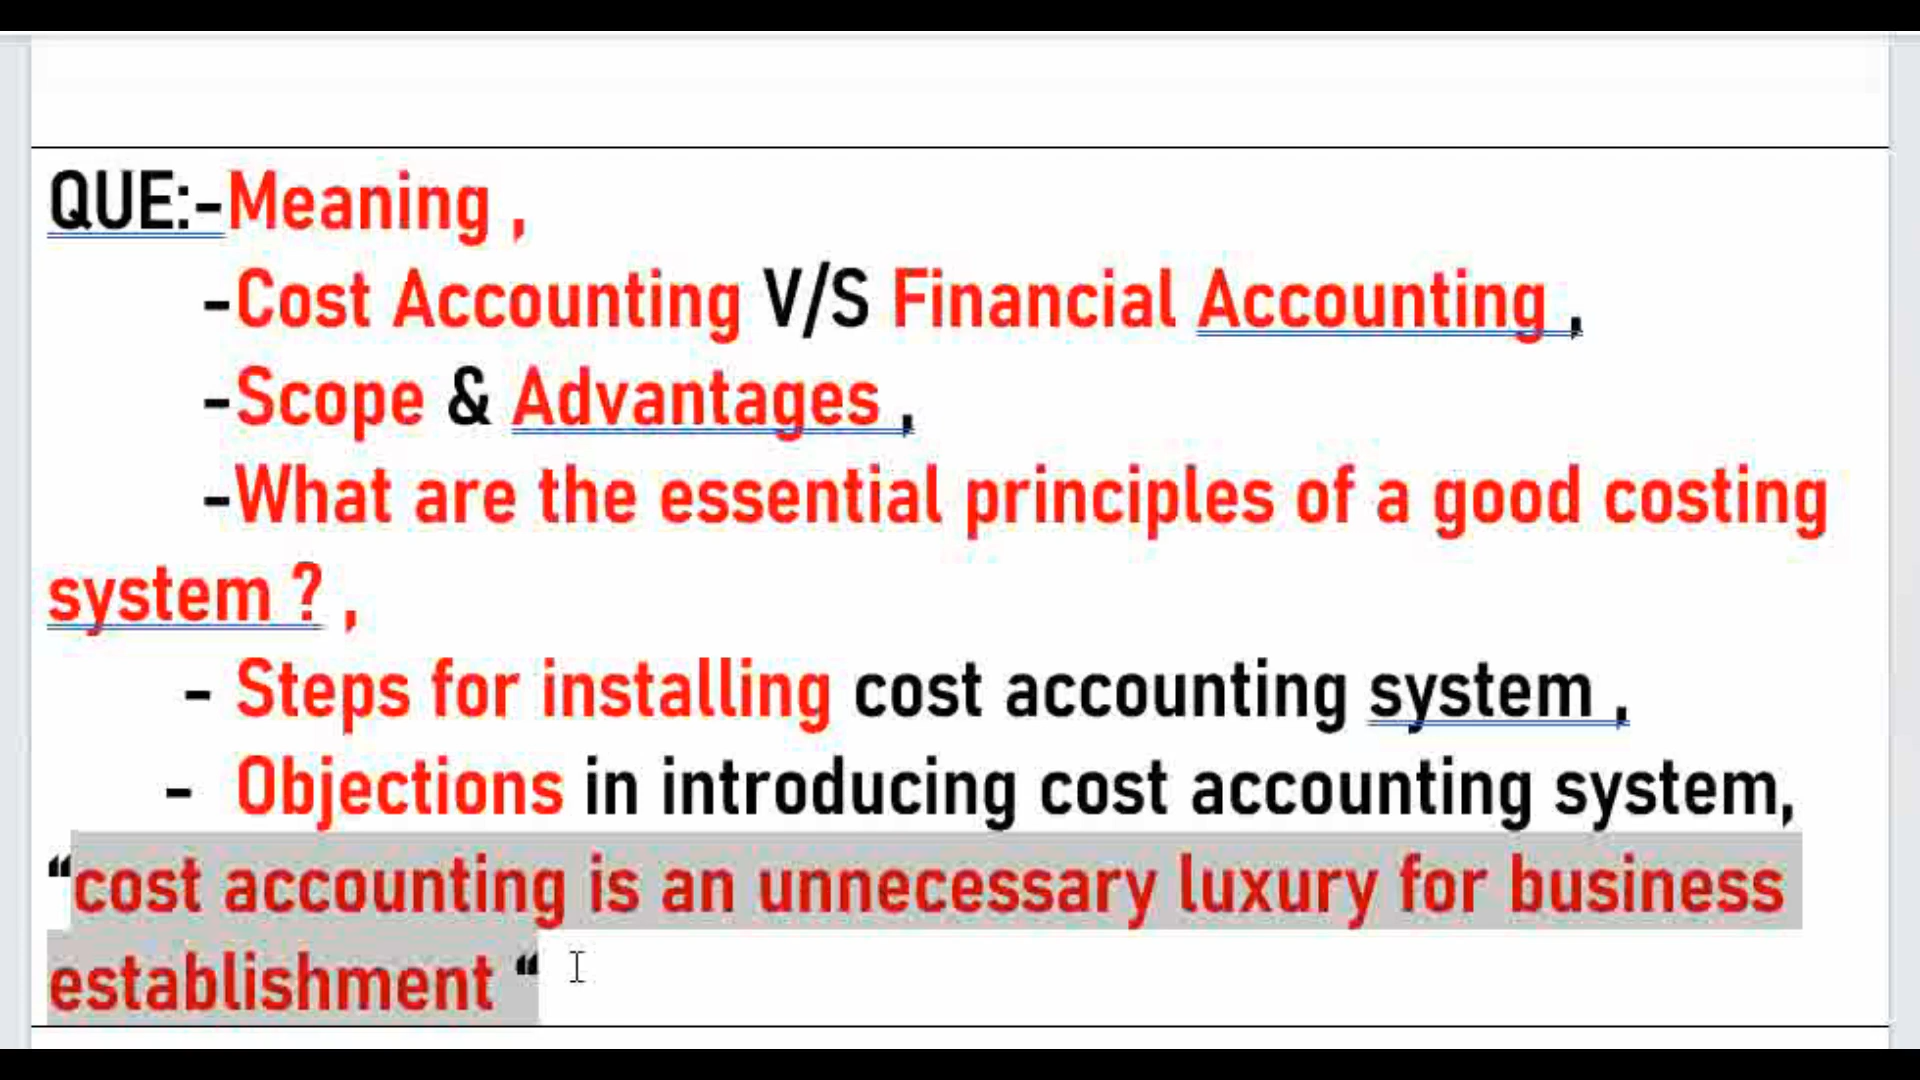 QUE:-Meaning ,
-Cost Accounting V/S Financial Accounting ,
-Scope & Advantages ,
-What are the essential principles of a good costing
system ? ,
- Steps for installing cost accounting system ,
- Objections in introducing cost accounting system,
“cost accounting is an unnecessary luxury for business
establishment “